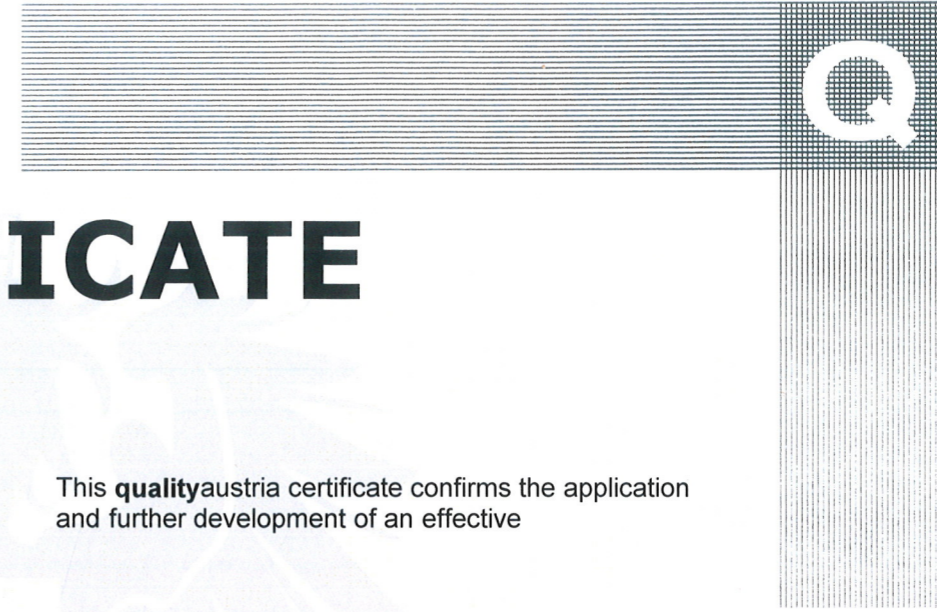 Q
ICATE
This qualityaustria certificate confirms the application
and further development of an effective